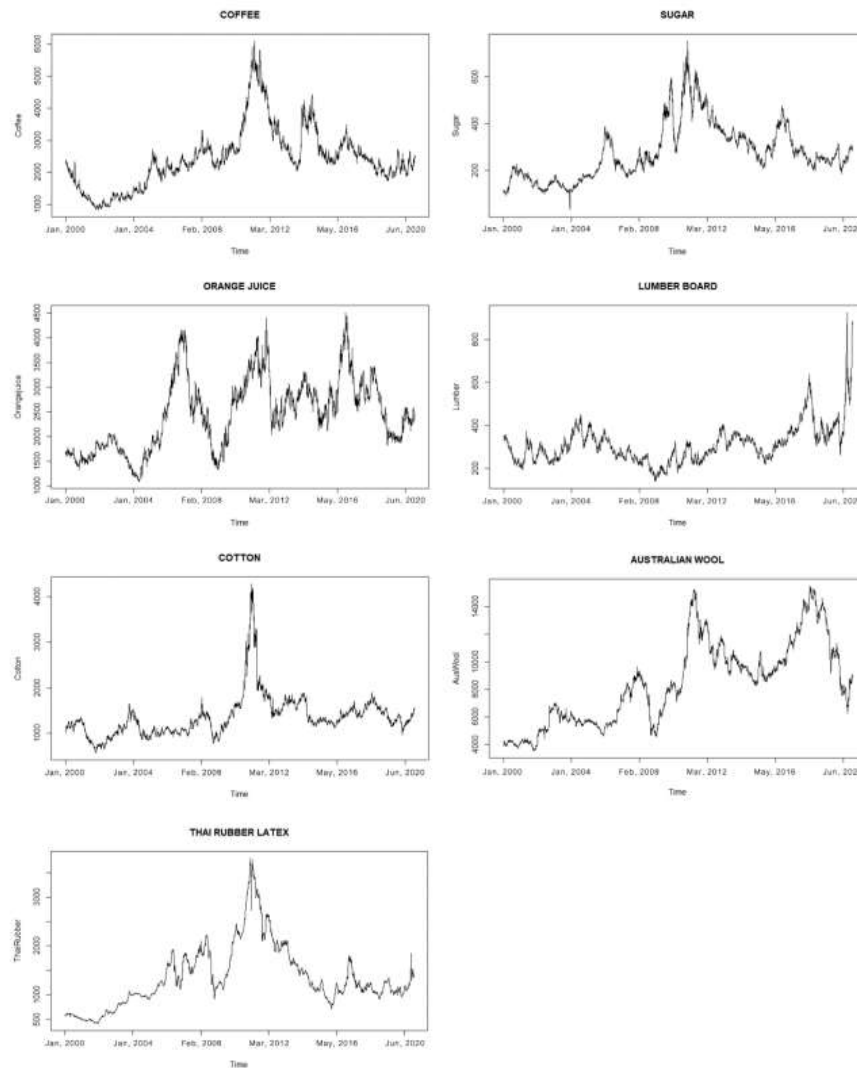 COFFEE
Coffee
6000
5000
4000
3000
2000
1000
Jan, 2000 Jan, 2004 Feb, 2008 Mar, 2012 May, 2016 Jun, 2020
Time
SUGAR
Sugar
600
400
200
Jan, 2000 Jan, 2004 Feb, 2008 Mar, 2012 May, 2016 Jun, 202
Time
ORANGE JUICE
Orangejuice
4500
4000
3500
3000
2500
2000
1500
1000
Jan, 2000 Jan, 2004 Feb, 2008 Mar, 2012 May, 2016 Jun, 2020
Time
LUMBER BOARD
Lumber
800
600
400
200
Jan, 2000 Jan, 2004 Feb, 2008 Mar, 2012 May, 2016 Jun, 202
Time
COTTON
Cotton
4000
3000
2000
1000
Jan, 2000 Jan, 2004 Feb, 2008 Mar, 2012 May, 2016 Jun, 2020
Time
AUSTRALIAN WOOL
AusWool
14000
10000
8000
6000
4000
Jan, 2000 Jan, 2004 Feb, 2008 Mar, 2012 May, 2016 Jun, 202
Time
THAI RUBBER LATEX
ThaiRubber
3000
2000
1000
500
Jan, 2000 Jan, 2004 Feb, 2008 Mar, 2012 May, 2016 Jun, 2020
Time